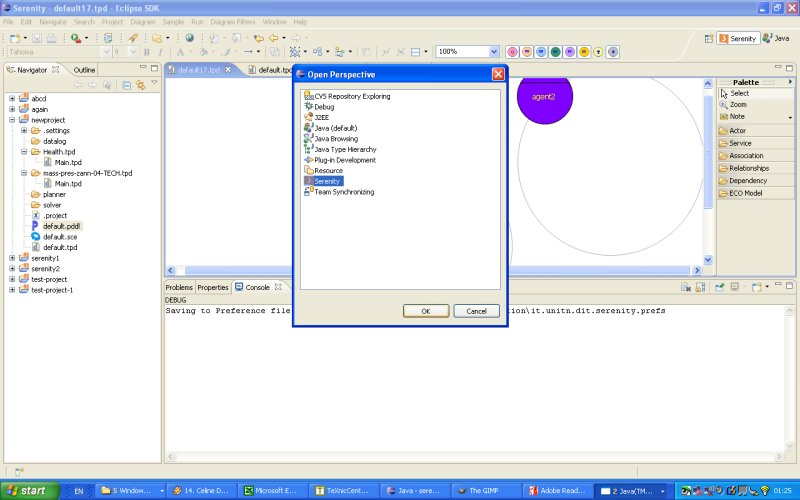 Serenity - default17.tpd - Eclipse SDK
File Edit Navigate Search Project Diagram Sample Run Diagram Filters Window Help
Tahoma 9 B I A 100% Serenity Java
Navigator Outline
default17.tpd default.tpd
abcd
again
newproject
.settings
datalog
Health.tpd
Main.tpd
mass-pres-zann-04-TECH.tpd
Main.tpd
planner
solver
.project
default.pddl
default.sce
default.tpd
serenity1
serenity2
test-project
test-project-1
Open Perspective
CVS Repository Exploring
Debug
J2EE
Java (default)
Java Browsing
Java Type Hierarchy
Plug-in Development
Resource
Serenity
Team Synchronizing
OK Cancel
agent2
Palette
Select
Zoom
Note
Actor
Service
Association
Relationships
Dependency
ECO Model
Problems Properties Console
DEBUG
Saving to Preference file tion\it.unitn.dit.serenity.prefs
start EN 5 Window... 14. Celine D... Microsoft E... TeXnicCent... Java - sere... The GIMP Adobe Read... 2 Java(TM... 01:25